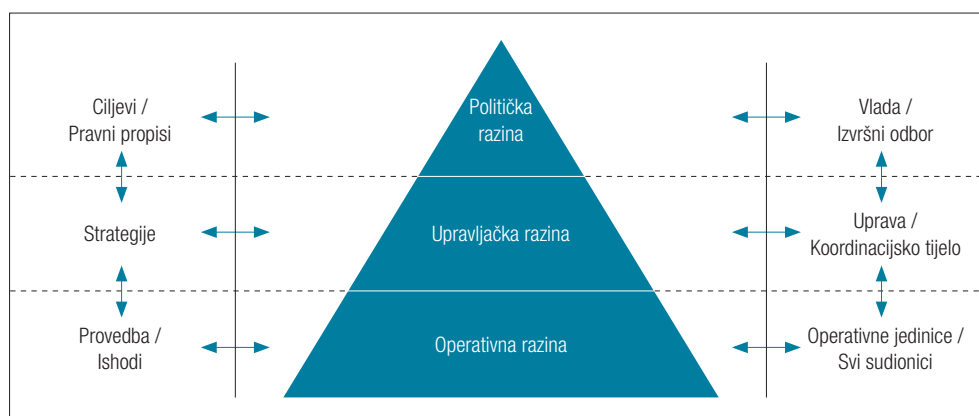 Ciljevi /
Pravni propisi
Politička
razina
Vlada /
Izvršni odbor
Strategije
Upravljačka razina
Uprava /
Koordinacijsko tijelo
Provedba /
Ishodi
Operativna razina
Operativne jedinice /
Svi sudionici